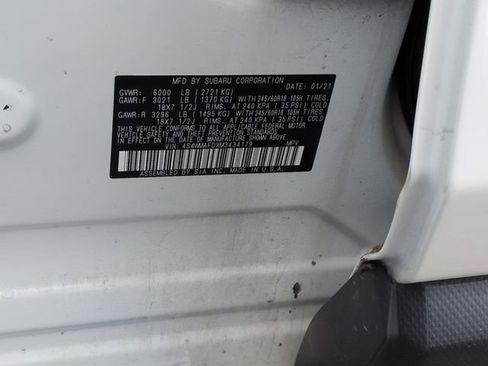 MFD BY SUBARU CORPORATION DATE: 01/21
GVWR: 6000 LB (2721 KG)
GAWR:F 3021 LB (1370 KG) WITH 245/60R18 105H TIRES.
18X7 1/2J RIMS, AT 240 KPA (35 PSI) COLD
GAWR:R 3296 LB (1495 KG) WITH 245/60R18 105H TIRES.
18X7 1/2J RIMS, AT 240 KPA (35 PSI) COLD
THIS VEHICLE CONFORMS TO ALL APPLICABLE FEDERAL MOTOR
VEHICLE SAFETY, BUMPER AND THEFT PREVENTION STANDARDS
IN EFFECT ON THE DATE OF MANUFACTURE SHOWN ABOVE
VIN: 4S4WMAFDXM3434179 MPV
ASSEMBLED BY SIA, INC. MADE IN U.S.A.